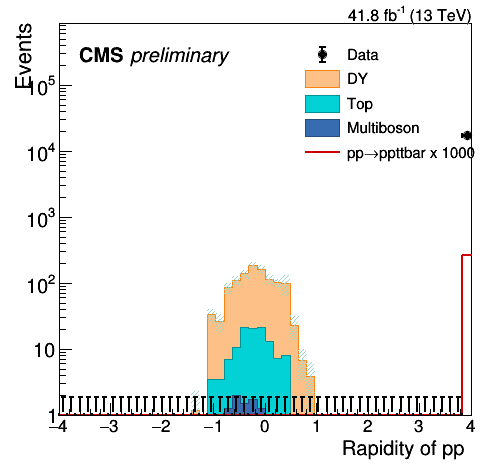 41.8 fb⁻¹ (13 TeV)
Events
CMS preliminary
Data
DY
Top
Multiboson
pp→ppttbar x 1000
10⁵
10⁴
10³
10²
10
1
−4 −3 −2 −1 0 1 2 3 4
Rapidity of pp